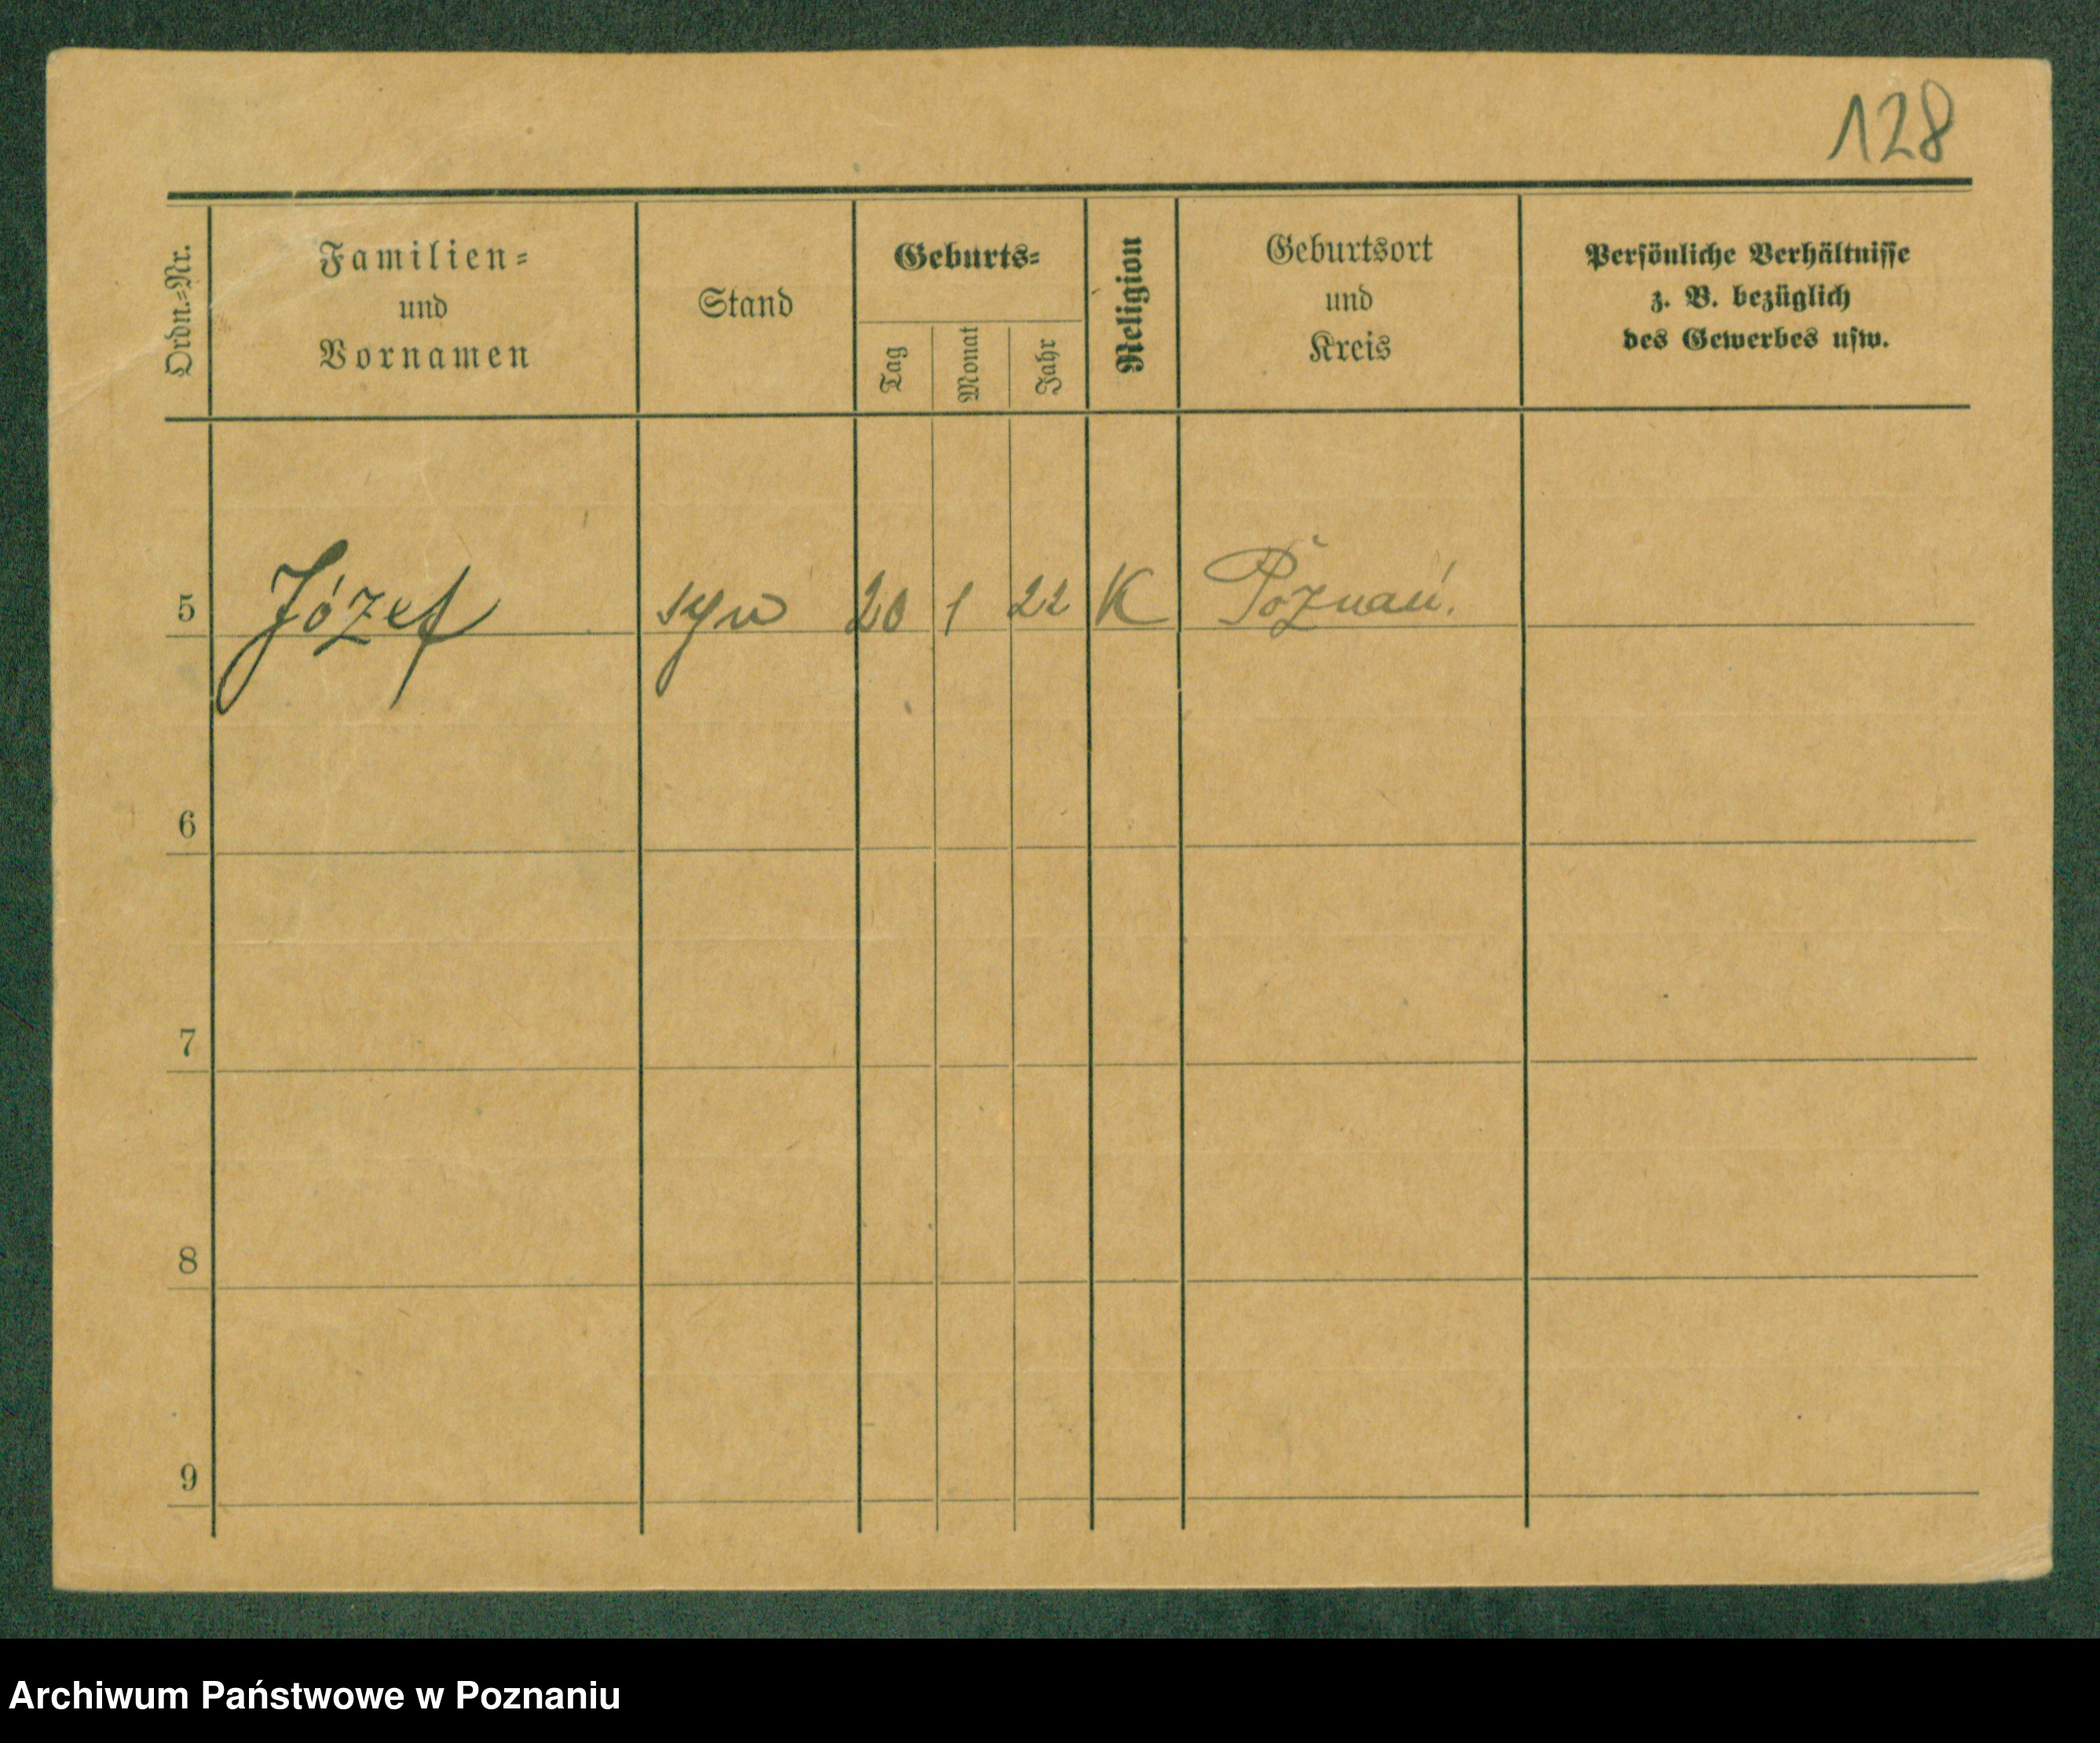 128
Ordn.-Nr.
Familien-
und
Vornamen
Stand
Geburts-
Tag
Monat
Jahr
Religion
Geburtsort
und
Kreis
Persönliche Verhältnisse
z. B. bezüglich
des Gewerbes usw.
5 Józef syn 20 1 22 K Poznań.
6
7
8
9
Archiwum Państwowe w Poznaniu